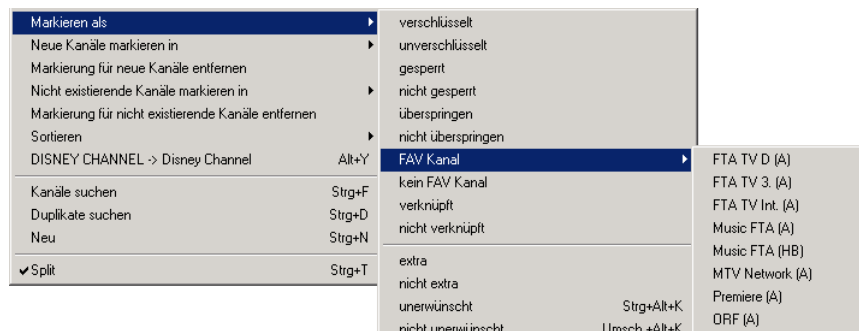 Markieren als
Neue Kanäle markieren in
Markierung für neue Kanäle entfernen
Nicht existierende Kanäle markieren in
Markierung für nicht existierende Kanäle entfernen
Sortieren
DISNEY CHANNEL -> Disney Channel Alt+Y
Kanäle suchen Strg+F
Duplikate suchen Strg+D
Neu Strg+N
Split Strg+T
verschlüsselt
unverschlüsselt
gesperrt
nicht gesperrt
überspringen
nicht überspringen
FAV Kanal
kein FAV Kanal
verknüpft
nicht verknüpft
extra
nicht extra
unerwünscht Strg+Alt+K
nicht unerwünscht Umsch.+Alt+K
FTA TV D (A)
FTA TV 3. (A)
FTA TV Int. (A)
Music FTA (A)
Music FTA (HB)
MTV Network (A)
Premiere (A)
ORF (A)